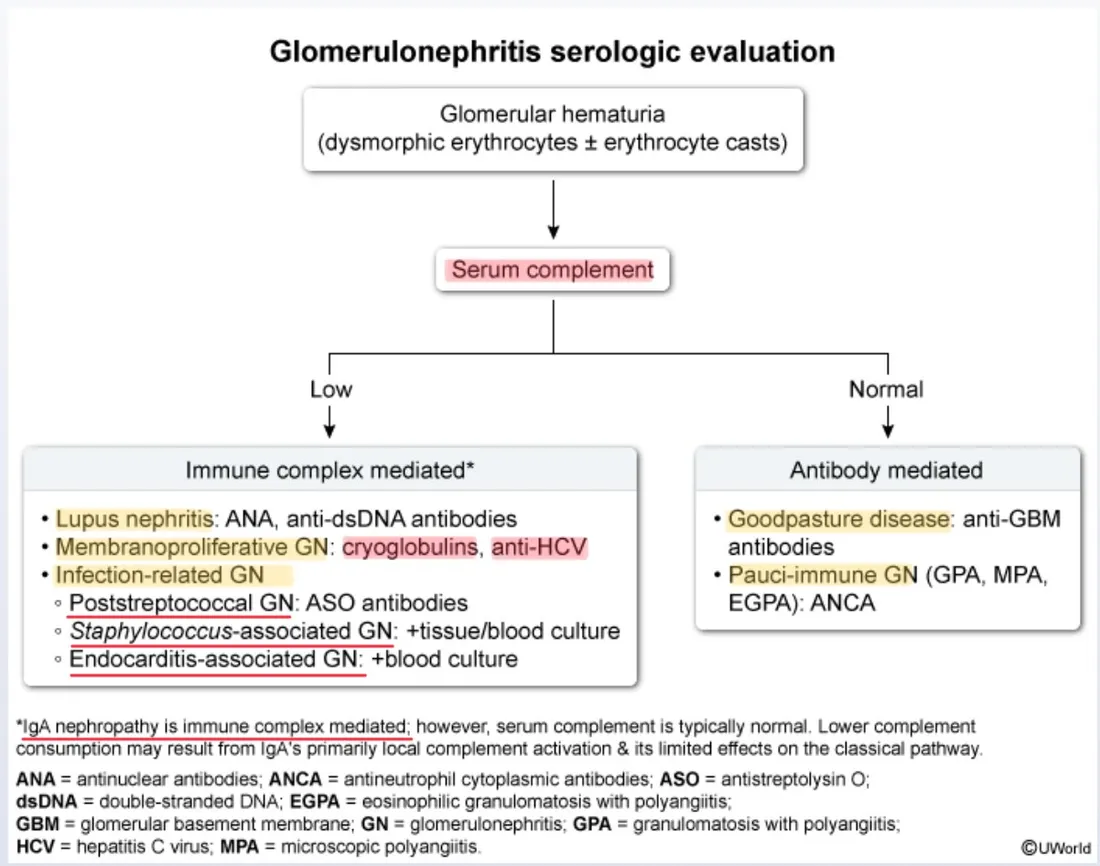 Glomerulonephritis serologic evaluation
Glomerular hematuria
(dysmorphic erythrocytes ± erythrocyte casts)
Serum complement
Low
Normal
Immune complex mediated*
• Lupus nephritis: ANA, anti-dsDNA antibodies
• Membranoproliferative GN: cryoglobulins, anti-HCV
• Infection-related GN
◦ Poststreptococcal GN: ASO antibodies
◦ Staphylococcus-associated GN: +tissue/blood culture
◦ Endocarditis-associated GN: +blood culture
Antibody mediated
• Goodpasture disease: anti-GBM
antibodies
• Pauci-immune GN (GPA, MPA,
EGPA): ANCA
*IgA nephropathy is immune complex mediated; however, serum complement is typically normal. Lower complement
consumption may result from IgA's primarily local complement activation & its limited effects on the classical pathway.
ANA = antinuclear antibodies; ANCA = antineutrophil cytoplasmic antibodies; ASO = antistreptolysin O;
dsDNA = double-stranded DNA; EGPA = eosinophilic granulomatosis with polyangiitis;
GBM = glomerular basement membrane; GN = glomerulonephritis; GPA = granulomatosis with polyangiitis;
HCV = hepatitis C virus; MPA = microscopic polyangiitis.
©UWorld